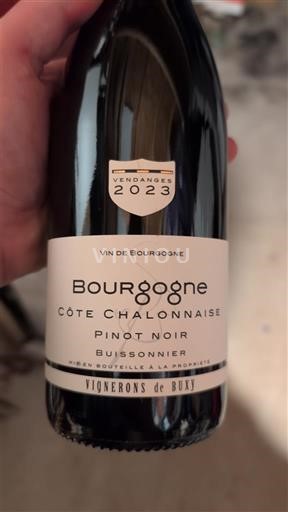 VENDANGES
2023
VIN DE BOURGOGNE
VINIOU
BOURGOGNE
CÔTE CHALONNAISE
PINOT NOIR
BUISSONNIER
MIS EN BOUTEILLE À LA PROPRIÉTÉ
VIGNERONS de BUXY